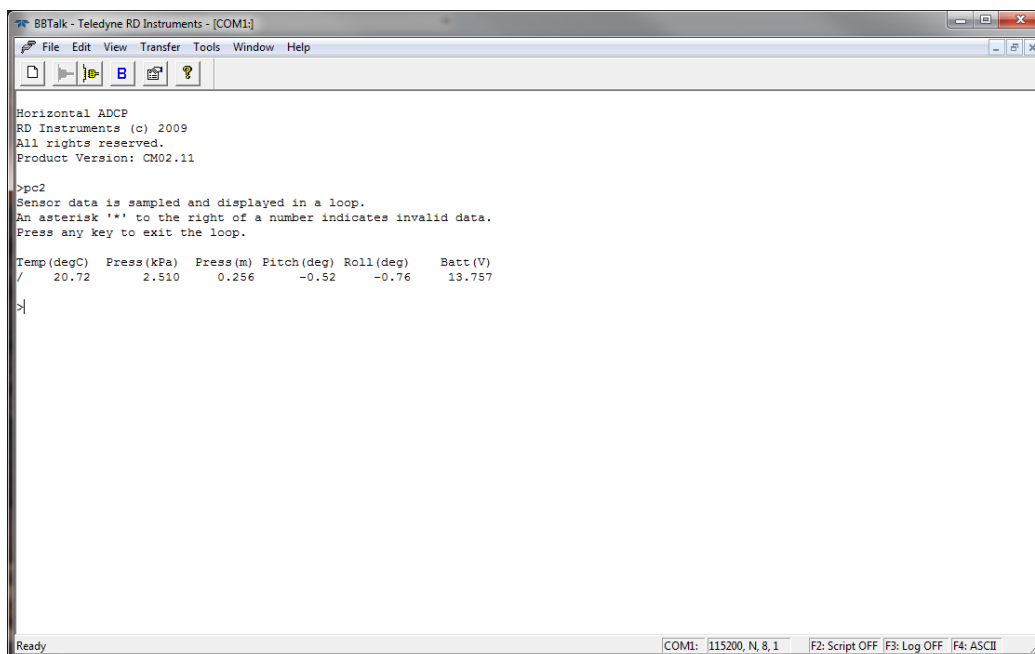 BBTalk - Teledyne RD Instruments - [COM1:]
File Edit View Transfer Tools Window Help
B ?
Horizontal ADCP
RD Instruments (c) 2009
All rights reserved.
Product Version: CM02.11
>pc2
Sensor data is sampled and displayed in a loop.
An asterisk '*' to the right of a number indicates invalid data.
Press any key to exit the loop.
Temp(degC) Press(kPa) Press(m) Pitch(deg) Roll(deg) Batt(V)
/ 20.72 2.510 0.256 -0.52 -0.76 13.757
>
Ready COM1: 115200, N, 8, 1 F2: Script OFF F3: Log OFF F4: ASCII